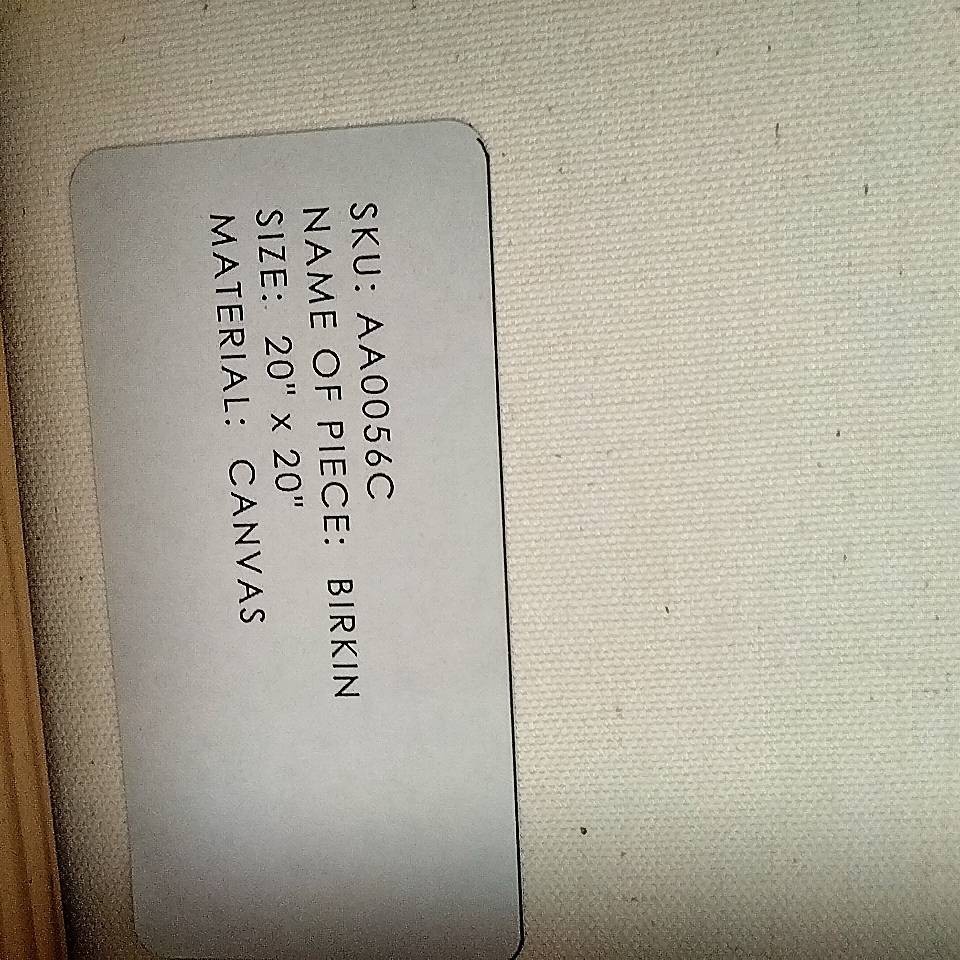 SKU: AA0056C
NAME OF PIECE: BIRKIN
SIZE: 20" x 20"
MATERIAL: CANVAS